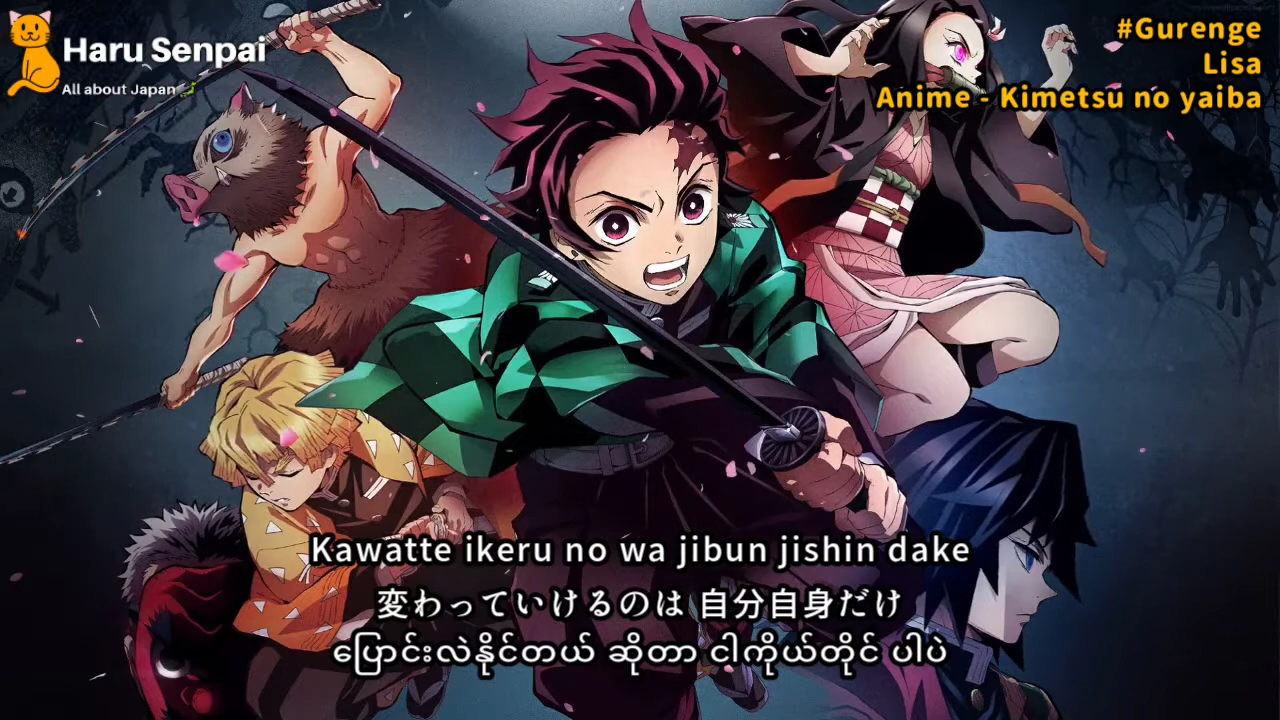 Haru Senpai
All about Japan
#Gurenge
Lisa
Anime - Kimetsu no yaiba
Kawatte ikeru no wa jibun jishin dake
変わっていけるのは 自分自身だけ
ပြောင်းလဲနိုင်တယ် ဆိုတာ ငါကိုယ်တိုင် ပါပဲ